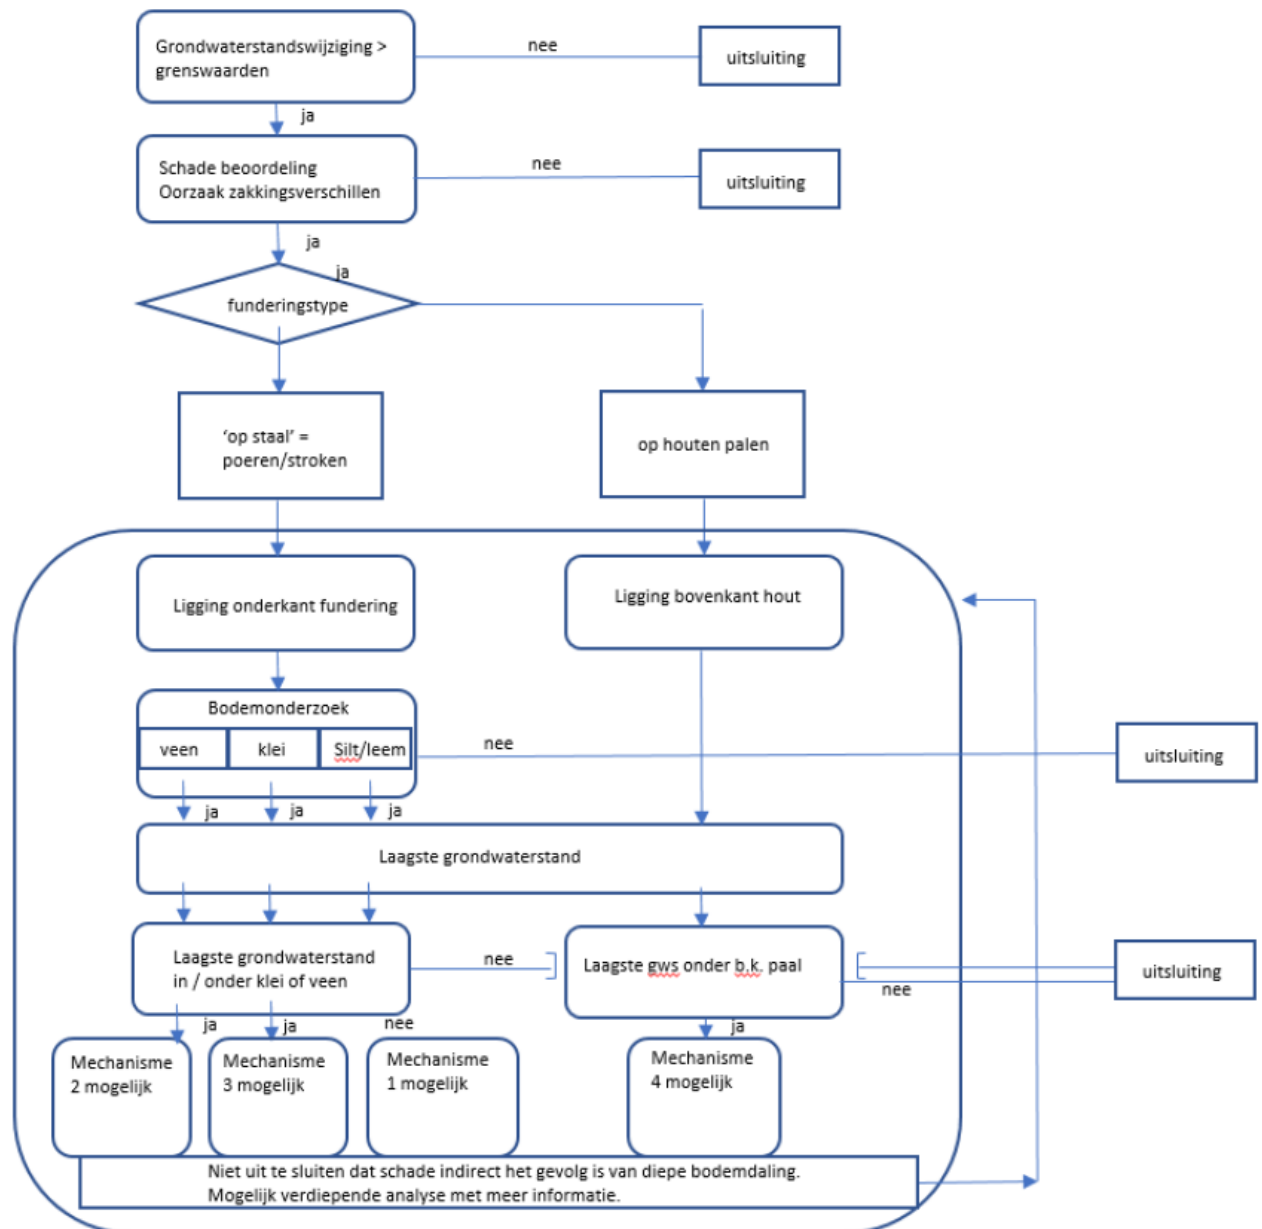 Grondwaterstandswijziging >
grenswaarden
nee
uitsluiting
ja
Schade beoordeling
Oorzaak zakkingsverschillen
nee
uitsluiting
ja
ja
funderingstype
‘op staal’ =
poeren/stroken
op houten palen
Ligging onderkant fundering
Ligging bovenkant hout
Bodemonderzoek
veen
klei
Silt/leem
nee
uitsluiting
ja
ja
ja
Laagste grondwaterstand
Laagste grondwaterstand
in / onder klei of veen
nee
Laagste gws onder b.k. paal
nee
uitsluiting
ja
ja
nee
ja
Mechanisme
2 mogelijk
Mechanisme
3 mogelijk
Mechanisme
1 mogelijk
Mechanisme
4 mogelijk
Niet uit te sluiten dat schade indirect het gevolg is van diepe bodemdaling.
Mogelijk verdiepende analyse met meer informatie.